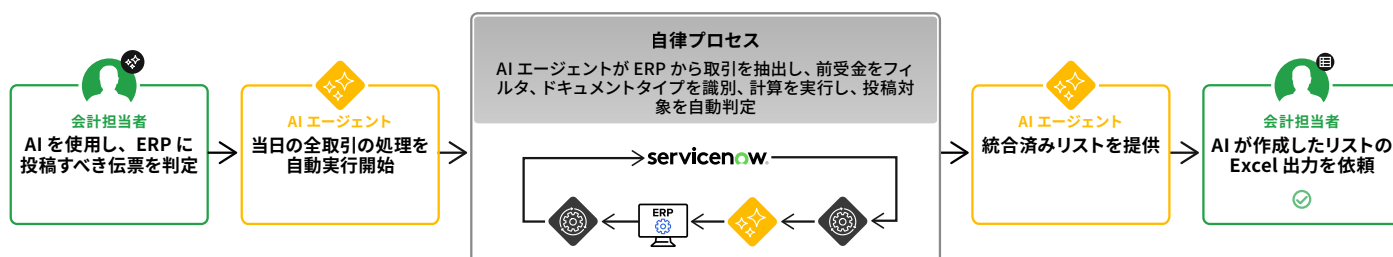 会計担当者
AI を使用し、ERP に
投稿すべき伝票を判定
AI エージェント
当日の全取引の処理を
自動実行開始
自律プロセス
AI エージェントが ERP から取引を抽出し、前受金をフィ
ルタ、ドキュメントタイプを識別、計算を実行し、投稿対
象を自動判定
servicenow
ERP
AI エージェント
統合済みリストを提供
会計担当者
AI が作成したリストの
Excel 出力を依頼